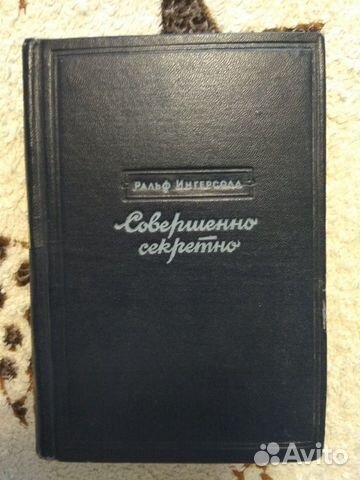 Ральф Ингерсолл
Совершенно
секретно
Avito